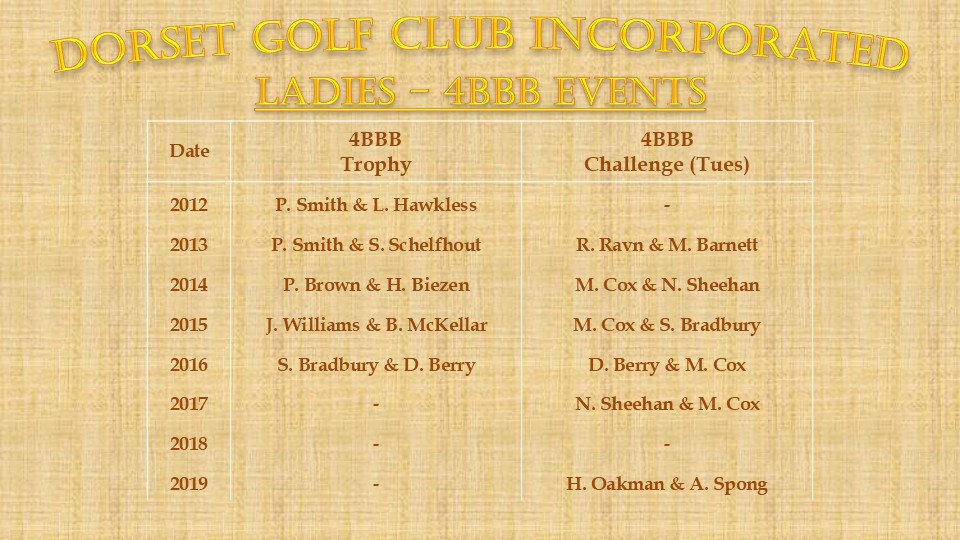 DORSET GOLF CLUB INCORPORATED
LADIES – 4BBB EVENTS
Date 4BBB Trophy 4BBB Challenge (Tues)
2012 P. Smith & L. Hawkless -
2013 P. Smith & S. Schelfhout R. Ravn & M. Barnett
2014 P. Brown & H. Biezen M. Cox & N. Sheehan
2015 J. Williams & B. McKellar M. Cox & S. Bradbury
2016 S. Bradbury & D. Berry D. Berry & M. Cox
2017 - N. Sheehan & M. Cox
2018 - -
2019 - H. Oakman & A. Spong